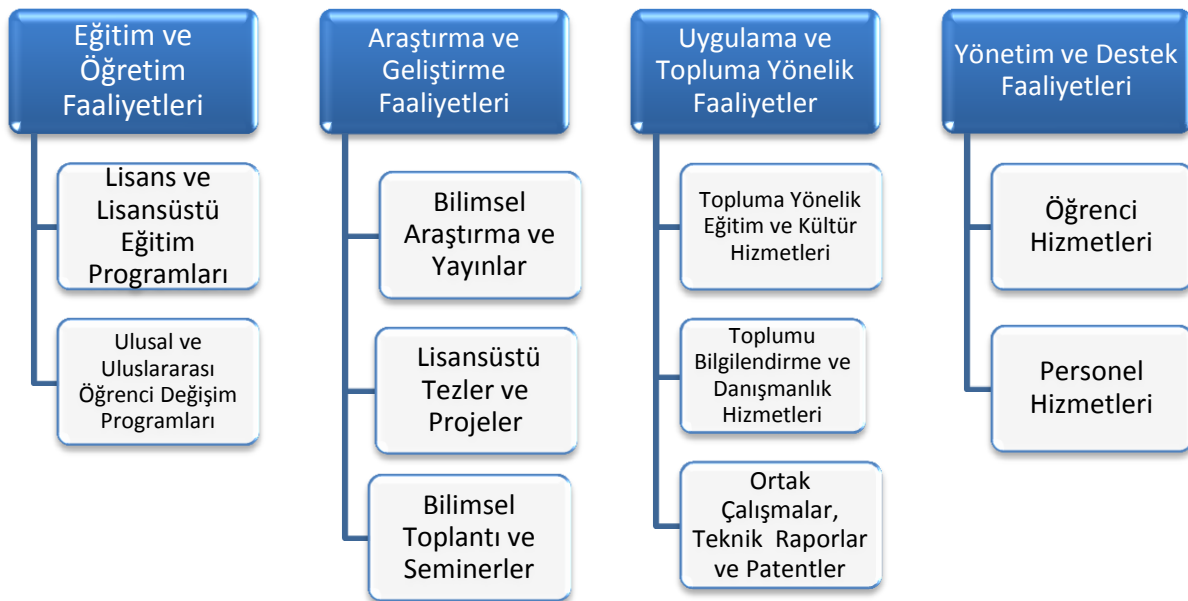 Eğitim ve
Öğretim
Faaliyetleri
Lisans ve
Lisansüstü
Eğitim
Programları
Ulusal ve
Uluslararası
Öğrenci Değişim
Programları
Araştırma ve
Geliştirme
Faaliyetleri
Bilimsel
Araştırma ve
Yayınlar
Lisansüstü
Tezler ve
Projeler
Bilimsel
Toplantı ve
Seminerler
Uygulama ve
Topluma Yönelik
Faaliyetler
Topluma Yönelik
Eğitim ve Kültür
Hizmetleri
Toplumu
Bilgilendirme ve
Danışmanlık
Hizmetleri
Ortak
Çalışmalar,
Teknik Raporlar
ve Patentler
Yönetim ve Destek
Faaliyetleri
Öğrenci
Hizmetleri
Personel
Hizmetleri